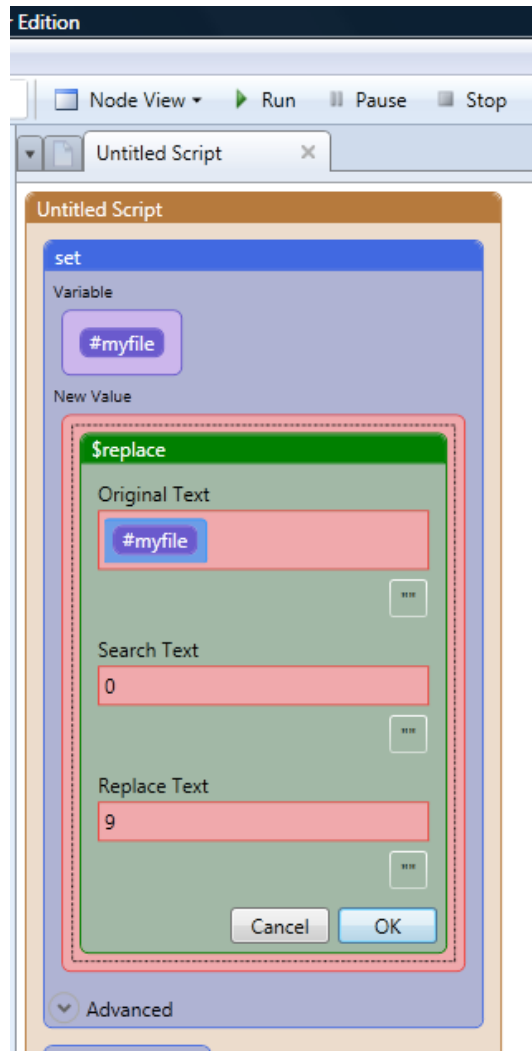 Edition
Node View Run Pause Stop
Untitled Script
Untitled Script
set
Variable
#myfile
New Value
$replace
Original Text
#myfile
""
Search Text
0
""
Replace Text
9
""
Cancel OK
Advanced